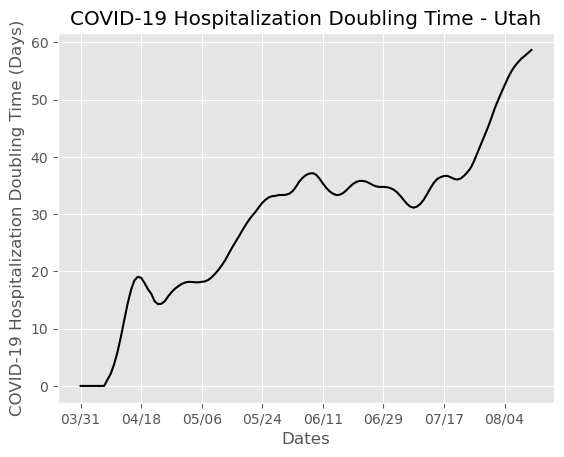 COVID-19 Hospitalization Doubling Time - Utah
COVID-19 Hospitalization Doubling Time (Days)
60
50
40
30
20
10
0
03/31 04/18 05/06 05/24 06/11 06/29 07/17 08/04
Dates